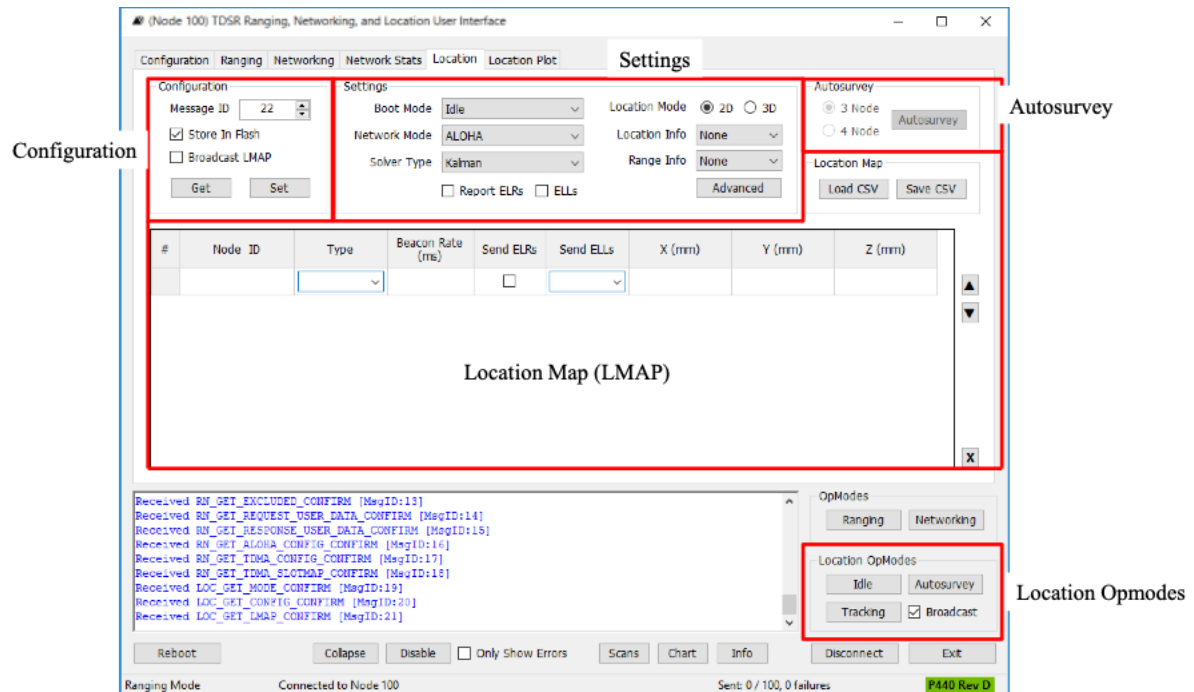 (Node 100) TDSR Ranging, Networking, and Location User Interface
Configuration Ranging Networking Network Stats Location Location Plot
Settings
Configuration
Settings
Autosurvey
Message ID 22
Boot Mode Idle
Location Mode 2D 3D
3 Node
Autosurvey
Autosurvey
Store In Flash
Network Mode ALOHA
Location Info None
4 Node
Configuration
Broadcast LMAP
Solver Type Kalman
Range Info None
Location Map
Get Set
Report ELRs ELLs
Advanced
Load CSV Save CSV
# Node ID Type Beacon Rate (ms) Send ELRs Send ELLs X (mm) Y (mm) Z (mm)
Location Map (LMAP)
X
Received RN_GET_EXCLUDED_CONFIRM [MsgID:13]
Received RN_GET_REQUEST_USER_DATA_CONFIRM [MsgID:14]
Received RN_GET_RESPONSE_USER_DATA_CONFIRM [MsgID:15]
Received RN_GET_ALOHA_CONFIG_CONFIRM [MsgID:16]
Received RN_GET_TDMA_CONFIG_CONFIRM [MsgID:17]
Received RN_GET_TDMA_SLOTMAP_CONFIRM [MsgID:18]
Received LOC_GET_MODE_CONFIRM [MsgID:19]
Received LOC_GET_CONFIG_CONFIRM [MsgID:20]
Received LOC_GET_LMAP_CONFIRM [MsgID:21]
OpModes
Ranging Networking
Location OpModes
Idle Autosurvey
Tracking Broadcast
Location Opmodes
Reboot Collapse Disable Only Show Errors Scans Chart Info Disconnect Exit
Ranging Mode Connected to Node 100 Sent: 0 / 100, 0 failures P440 Rev D